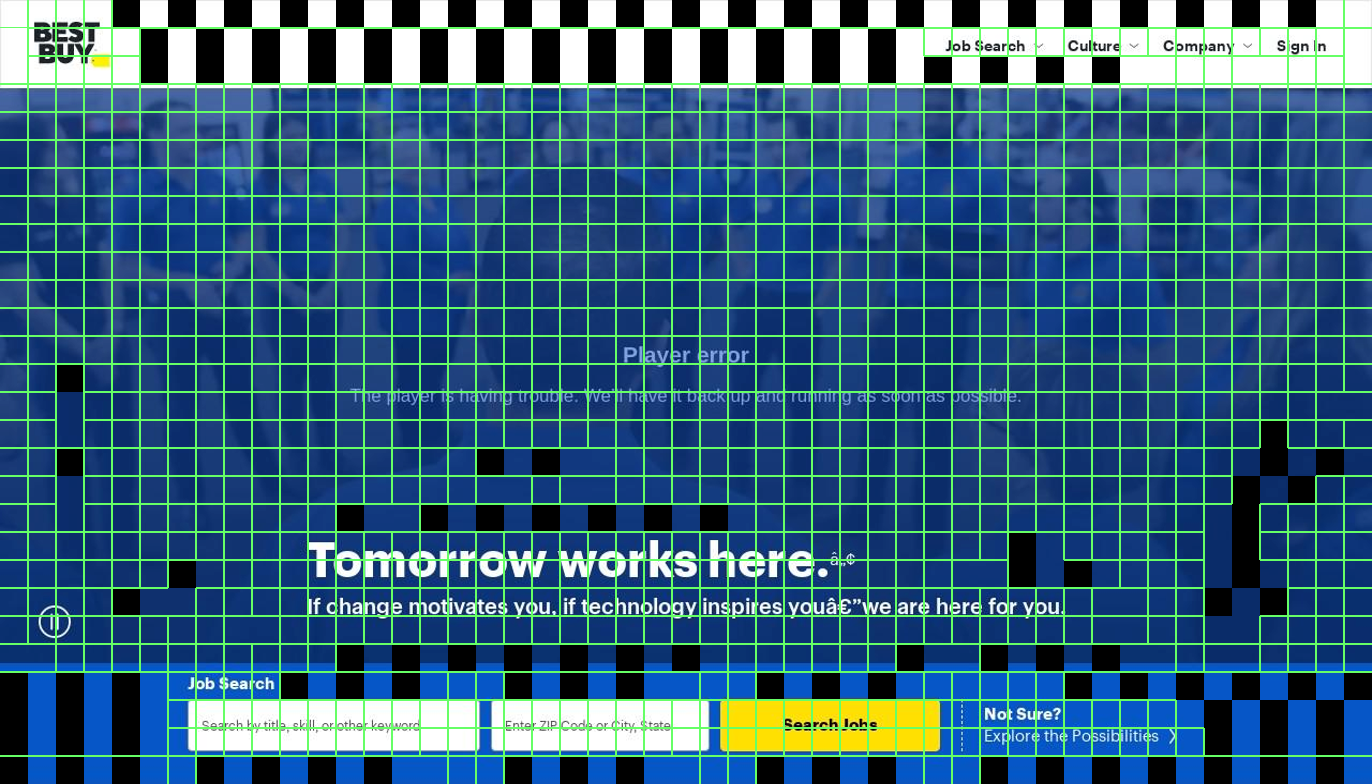 BEST
BUY
Job Search
Culture
Company
Sign In
Player error
The player is having trouble. We'll have it back up and running as soon as possible.
Tomorrow works here.â„¢
If change motivates you, if technology inspires youâ€”we are here for you.
Job Search
Search by title, skill, or other keyword
Enter ZIP Code or City, State
Search Jobs
Not Sure?
Explore the Possibilities